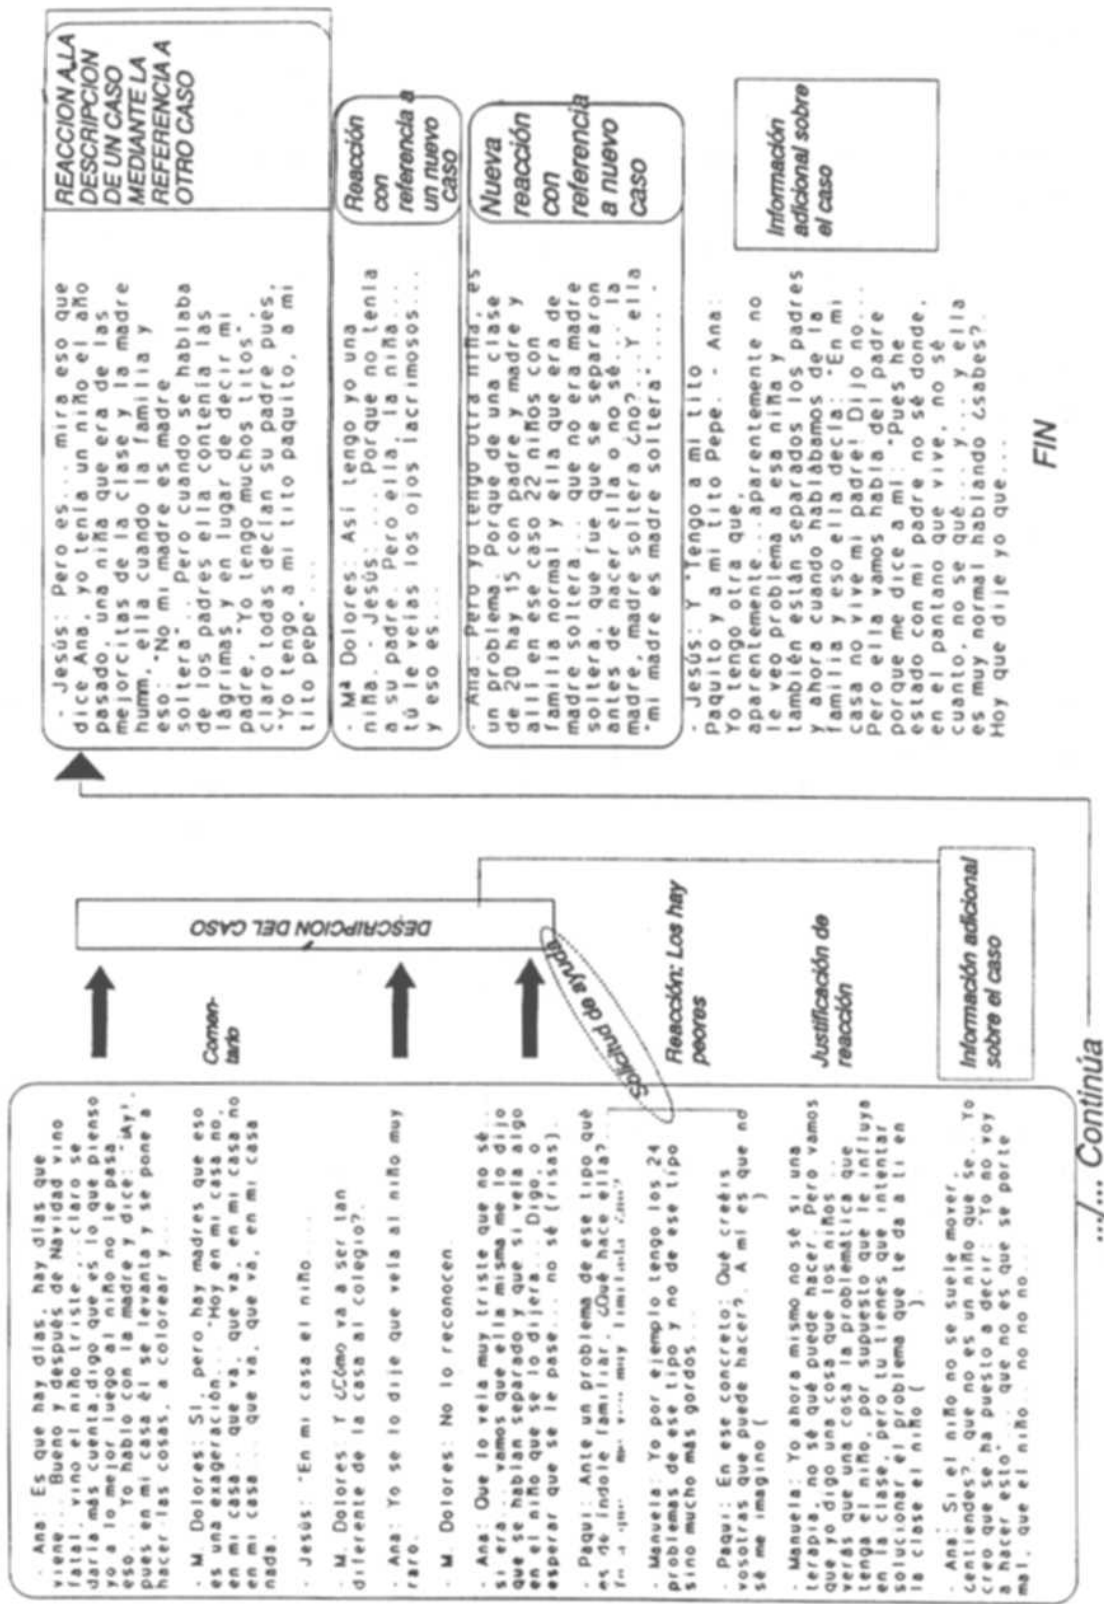 - Ana: Es que hay días, hay días que
viene... Bueno y después de Navidad vino
fatal, vino el niño triste., claro se
daría más cuenta digo que es lo que pienso
yo a lo mejor luego al niño no le pasa
eso... Yo hablo con la madre y dice: "¡Ay!,
pues en mi casa él se levanta y se pone a
hacer las cosas, a colorear y...
- M. Dolores: Sí, pero hay madres que eso
es una exageración... "Hoy en mi casa no,
en mi casa... que va, que va, en mi casa no
en mi casa... que vá, que vá, en mi casa
nada.
- Jesús: "En mi casa el niño...
- M. Dolores: Y ¿Cómo va a ser tan
diferente de la casa al colegio?.
- Ana: Yo se lo dije que veía al niño muy
raro.
- M. Dolores: No lo reconocen.
- Ana: Que lo veía muy triste que no sé...
si era... vamos que ella misma me lo dijo
que se habían separado y que si veía algo
en el niño que se lo dijera... Digo, o
esperar que se le pase... no sé (risas).
- Paqui: Ante un problema de ese tipo qué
es de indole familiar. ¿Qué hace ella?...
muy limitada
- Manuela: Yo por ejemplo tengo los 24
problemas de ese tipo y no de ese tipo
sino mucho más gordos...
- Paqui: En ese concreto: Qué creéis
vosotras que puede hacer?. A mí es que no
sé me imagino ( )
- Manuela: Yo ahora mismo no sé si una
terapia, no sé qué puede hacer. Pero vamos
que yo digo una cosa que los niños...
verás que una cosa la problemática que
tenga el niño, por supuesto que le influya
en la clase, pero tu tienes que intentar
solucionar el problema que te da a ti en
la clase el niño ( ).
- Ana: Si el niño no se suele mover,
¿entiendes?, que no es un niño que se.. Yo
creo que se ha puesto a decir: "Yo no voy
a hacer esto"... que no es que se porte
mal, que el niño... no no no...
Comen-
tario
DESCRIPCION DEL CASO
Solicitud de ayuda
Reacción: Los hay
peores
Justificación de
reacción
Información adicional
sobre el caso
.../... Continúa
- Jesús: Pero es... mira eso que
dice Ana, yo tenía un niño el año
pasado, una niña que era de las
mejorcitas de la clase y la madre
humm, ella cuando la familia y
eso: "No mi madre es madre
soltera".. Pero cuando se hablaba
de los padres ella contenía las
lágrimas y en lugar de decir mi
padre, "Yo tengo muchos titos",
claro todas decían su padre pues,
"Yo tengo a mi tito paquito, a mi
tito pepe"....
- Mª Dolores: Así tengo yo una
niña. - Jesús: ... Porque no tenía
a su padre. Pero ella, la niña...
tú le veías los ojos lacrimosos...
y eso es....
- Ana: Pero yo tengo otra niña, es
un problema. Porque de una clase
de 20 hay 15 con padre y madre y
allí en ese caso 22 niños con
familia normal y ella que era de
madre soltera... que no era madre
soltera, que fue que se separaron
antes de nacer ella o no sé... la
madre, madre soltera ¿no?... Y ella
"mi madre es madre soltera".....
- Jesús: Y "Tengo a mi tito
Paquito y a mi tito Pepe. - Ana:
Yo tengo otra que,
aparentemente...aparentemente no
le veo problema a esa niña y
también están separados los padres
y ahora cuando hablábamos de la
familia y eso ella decía: "En mi
casa no vive mi padre! Dijo no...
Pero ella vamos habla del padre
porque me dice a mí: "Pues he
estado con mi padre no sé donde,
en el pantano que vive, no sé
cuanto, no se qué... y... y ella
es muy normal hablando ¿sabes?.
Hoy que dije yo que...
REACCION A LA
DESCRIPCION
DE UN CASO
MEDIANTE LA
REFERENCIA A
OTRO CASO
Reacción
con
referencia a
un nuevo
caso
Nueva
reacción
con
referencia
a nuevo
caso
Información
adicional sobre
el caso
FIN